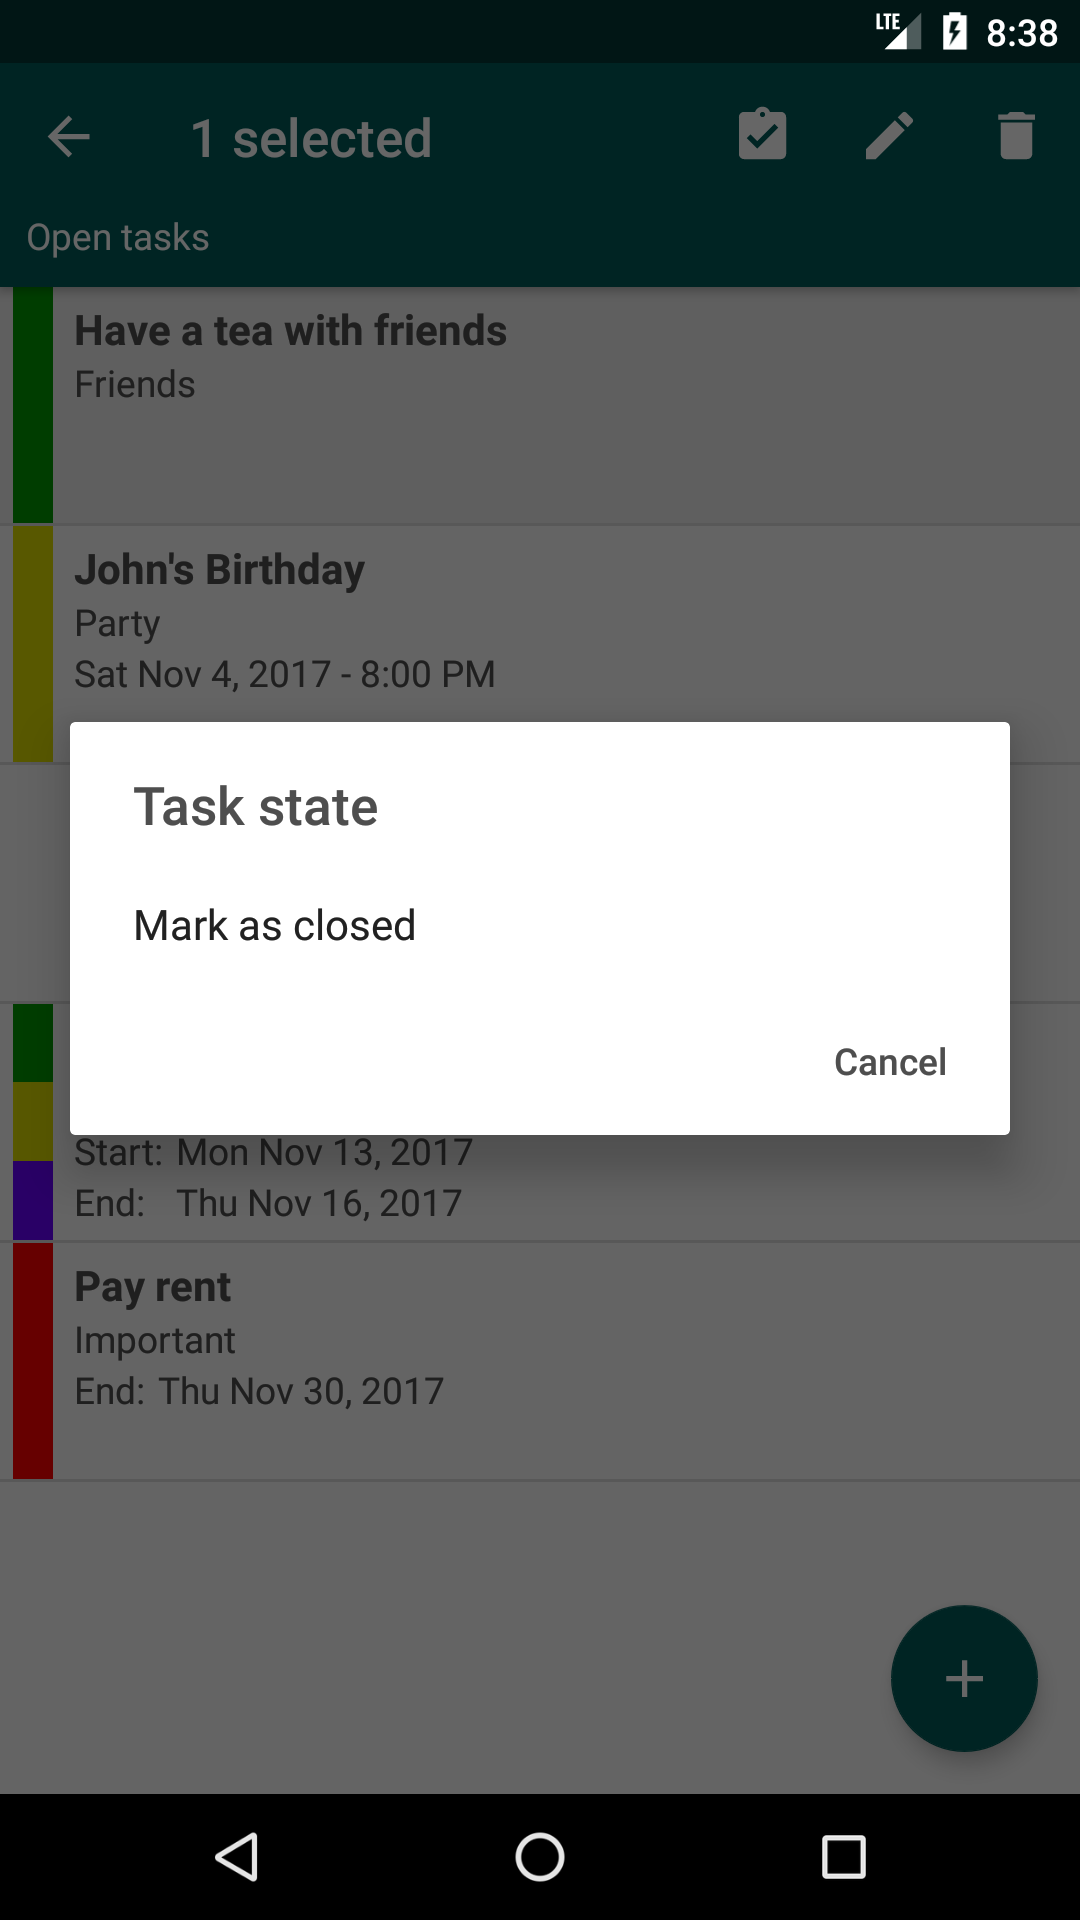 LTE 8:38
1 selected
Open tasks
Have a tea with friends
Friends
John's Birthday
Party
Sat Nov 4, 2017 - 8:00 PM
Task state
Mark as closed
Cancel
Start: Mon Nov 13, 2017
End: Thu Nov 16, 2017
Pay rent
Important
End: Thu Nov 30, 2017